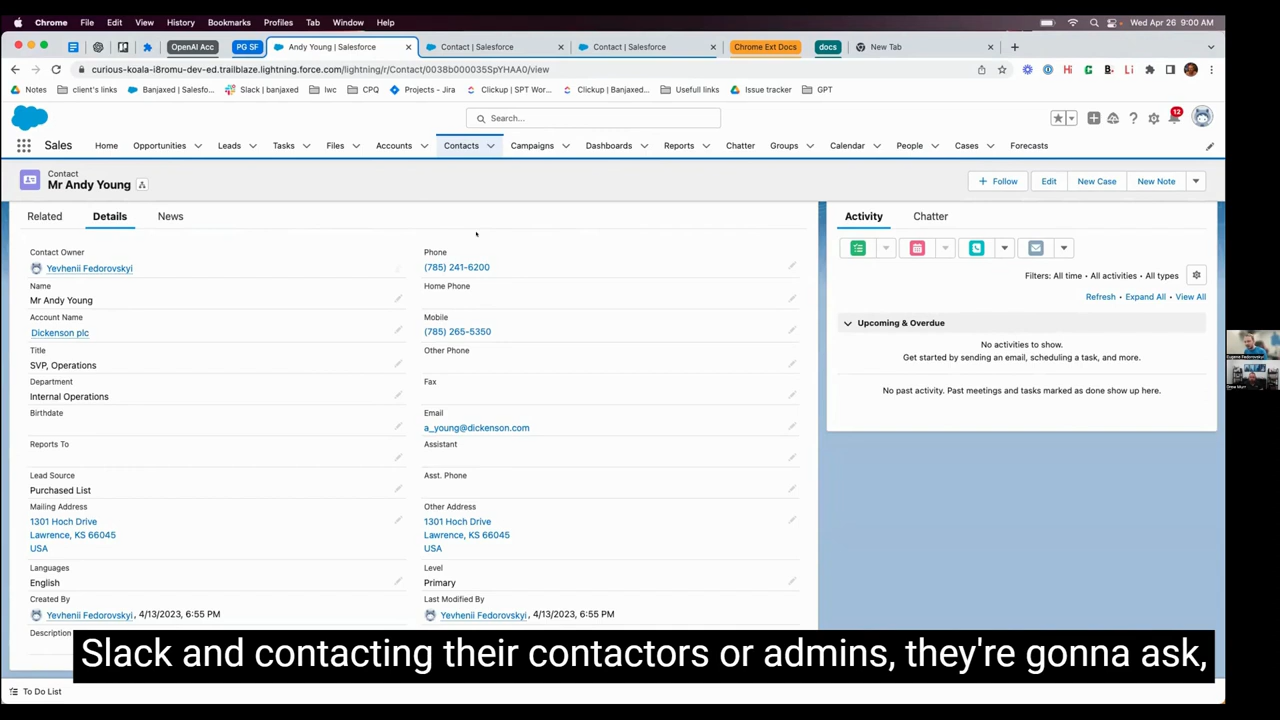 Chrome File Edit View History Bookmarks Profiles Tab Window Help Wed Apr 26 9:00 AM
OpenAI Acc PG SF Andy Young | Salesforce Contact | Salesforce Contact | Salesforce Chrome Ext Docs docs New Tab
curious-koala-i8romu-dev-ed.trailblaze.lightning.force.com/lightning/r/Contact/0038b000035SpYHAA0/view
Notes client's links Banjaxed | Salesfo... Slack | banjaxed lwc CPQ Projects - Jira Clickup | SPT Wor... Clickup | Banjaxed... Usefull links Issue tracker GPT
Search... 12
Sales Home Opportunities Leads Tasks Files Accounts Contacts Campaigns Dashboards Reports Chatter Groups Calendar People Cases Forecasts
Contact
Mr Andy Young
Follow Edit New Case New Note
Related Details News
Contact Owner
Yevhenii Fedorovskyi
Name
Mr Andy Young
Account Name
Dickenson plc
Title
SVP, Operations
Department
Internal Operations
Birthdate
Reports To
Lead Source
Purchased List
Mailing Address
1301 Hoch Drive
Lawrence, KS 66045
USA
Languages
English
Created By
Yevhenii Fedorovskyi, 4/13/2023, 6:55 PM
Description
Phone
(785) 241-6200
Home Phone
Mobile
(785) 265-5350
Other Phone
Fax
Email
a_young@dickenson.com
Assistant
Asst. Phone
Other Address
1301 Hoch Drive
Lawrence, KS 66045
USA
Level
Primary
Last Modified By
Yevhenii Fedorovskyi, 4/13/2023, 6:55 PM
Activity Chatter
Filters: All time • All activities • All types
Refresh • Expand All • View All
Upcoming & Overdue
No activities to show.
Get started by sending an email, scheduling a task, and more.
No past activity. Past meetings and tasks marked as done show up here.
Slack and contacting their contactors or admins, they're gonna ask,
To Do List